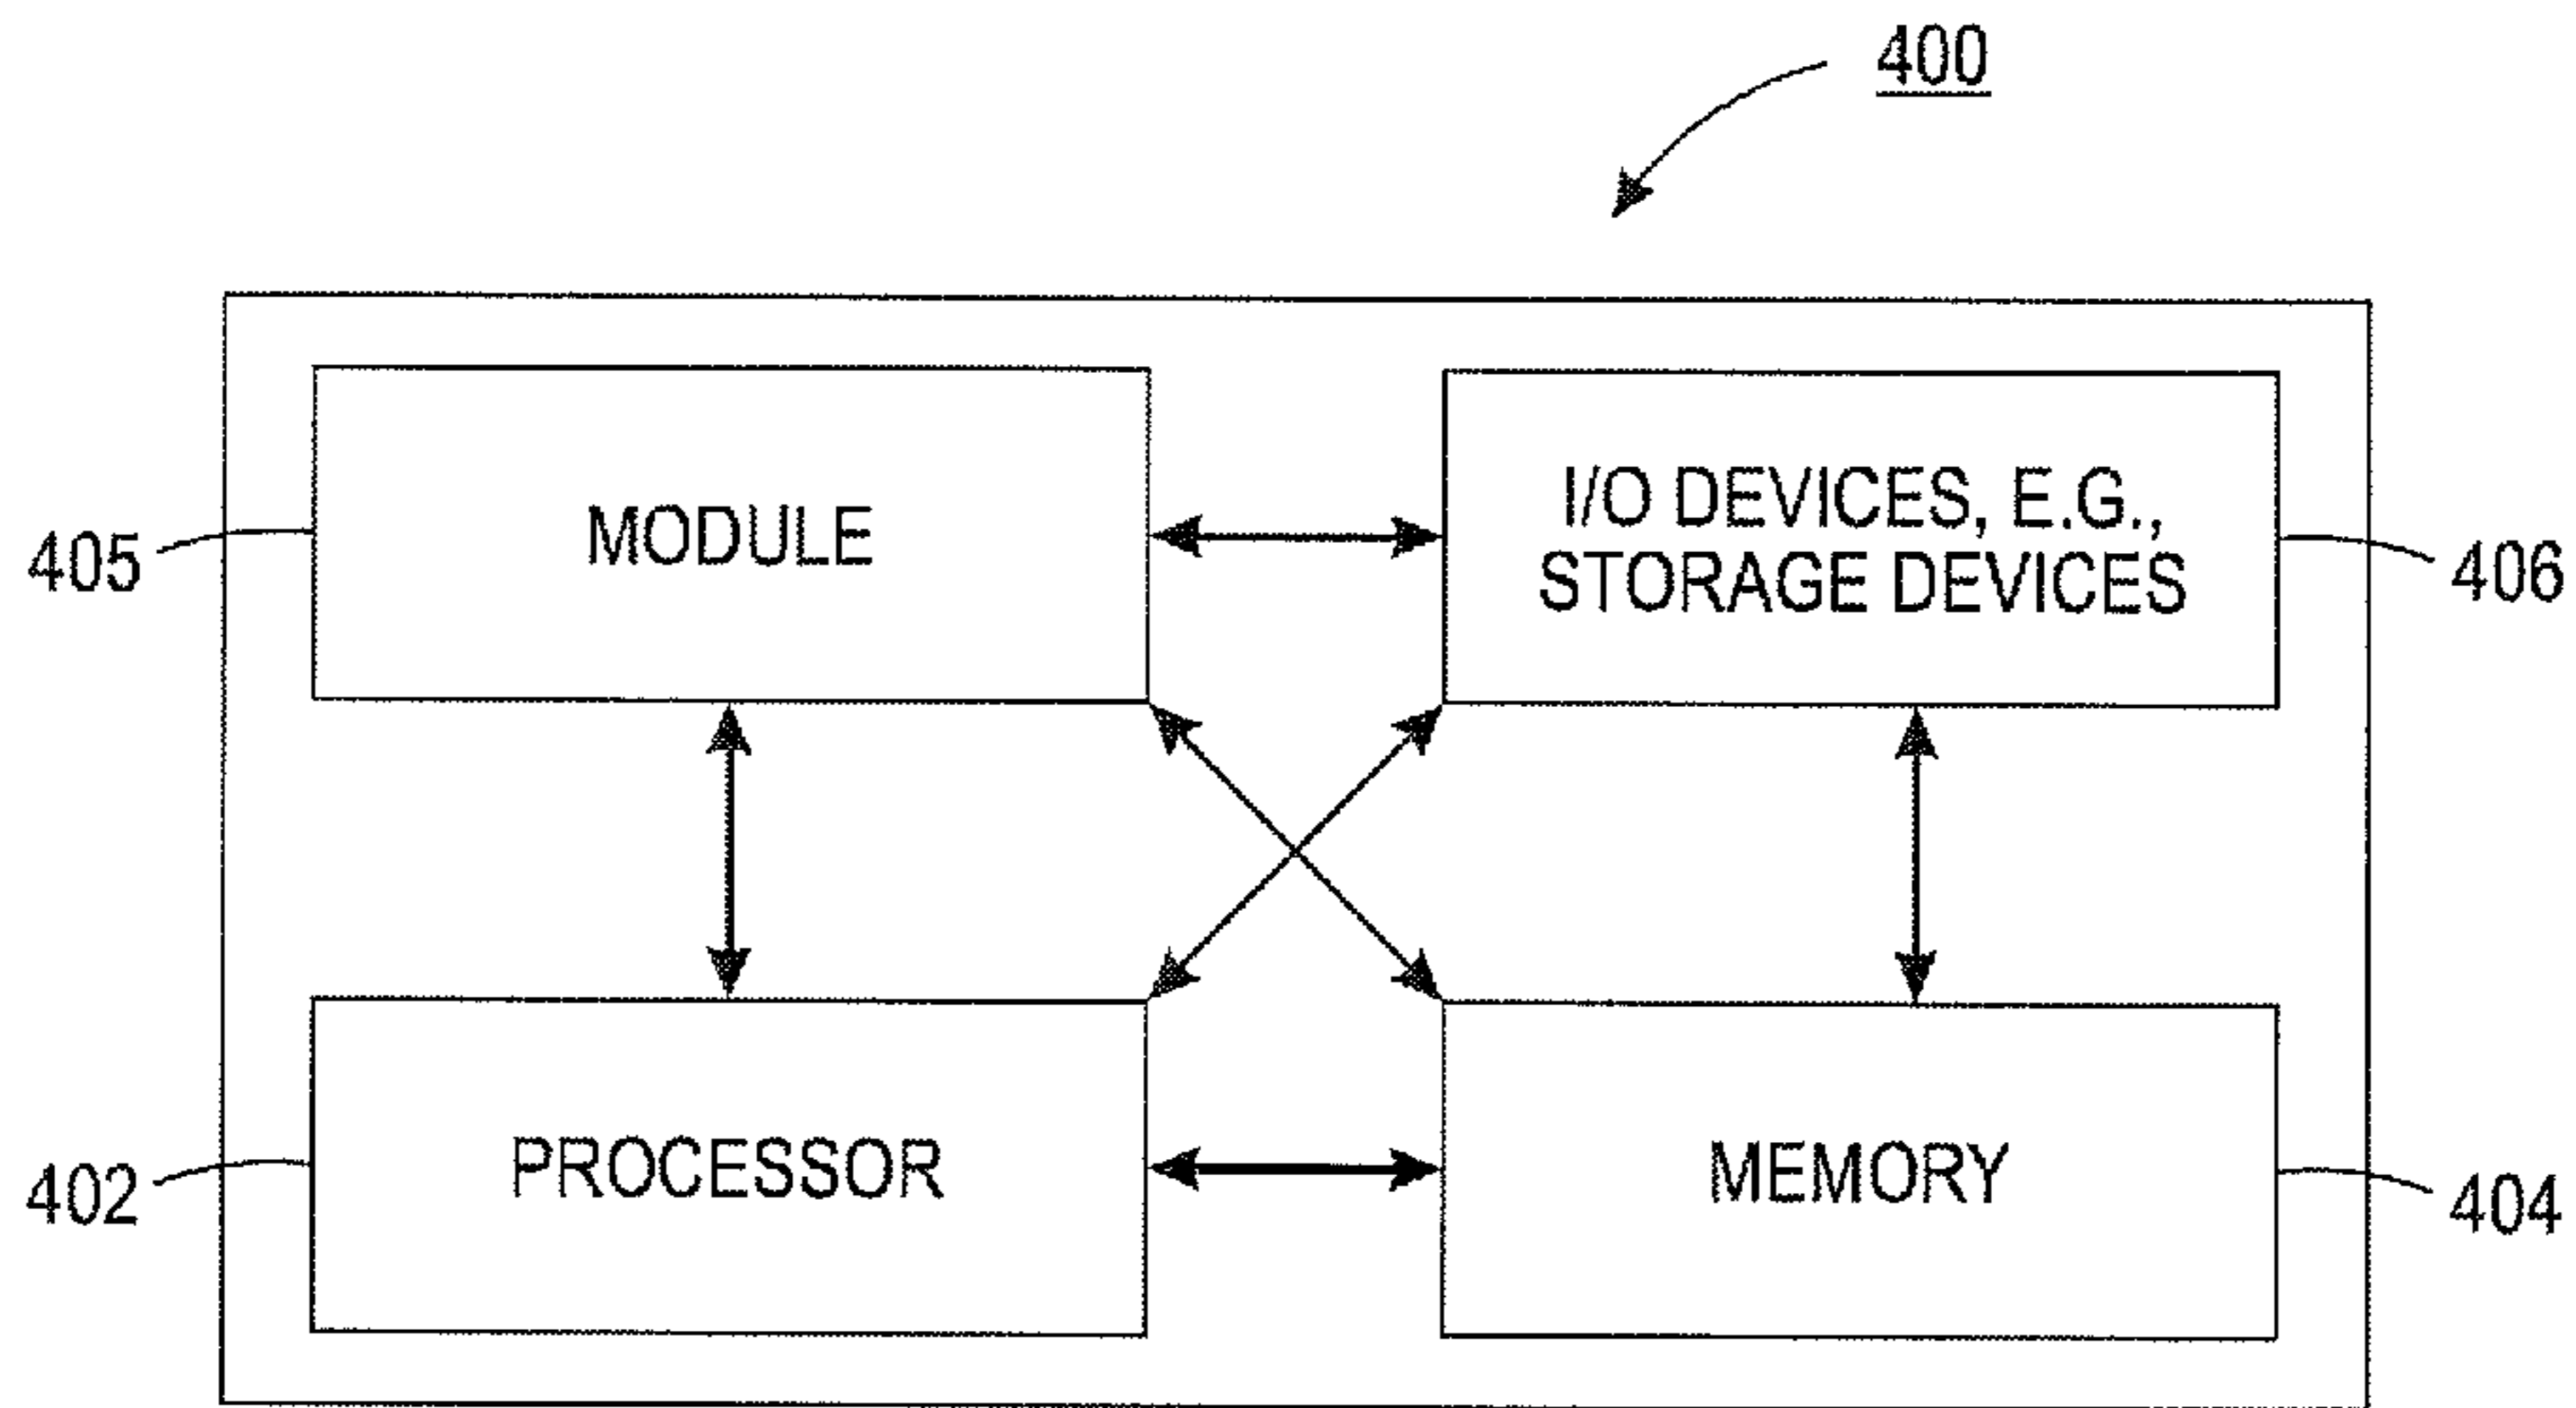 400
MODULE
I/O DEVICES, E.G.,
STORAGE DEVICES
405
406
PROCESSOR
MEMORY
402
404